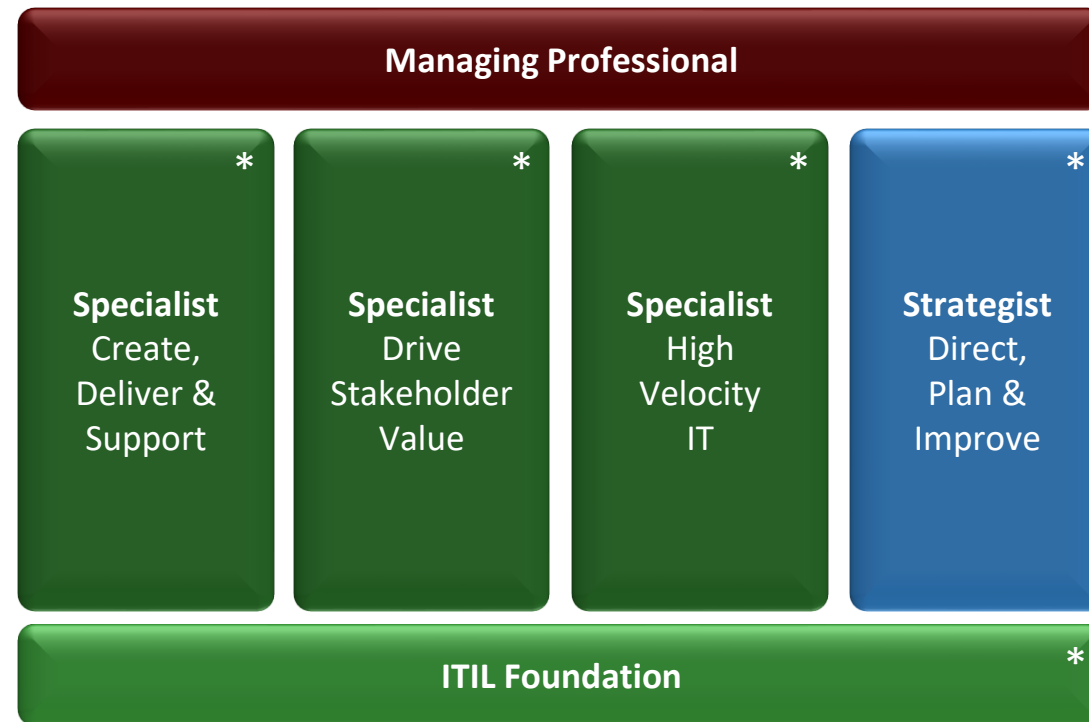 Managing Professional
*
Specialist
Create,
Deliver &
Support
*
Specialist
Drive
Stakeholder
Value
*
Specialist
High
Velocity
IT
*
Strategist
Direct,
Plan &
Improve
*
ITIL Foundation